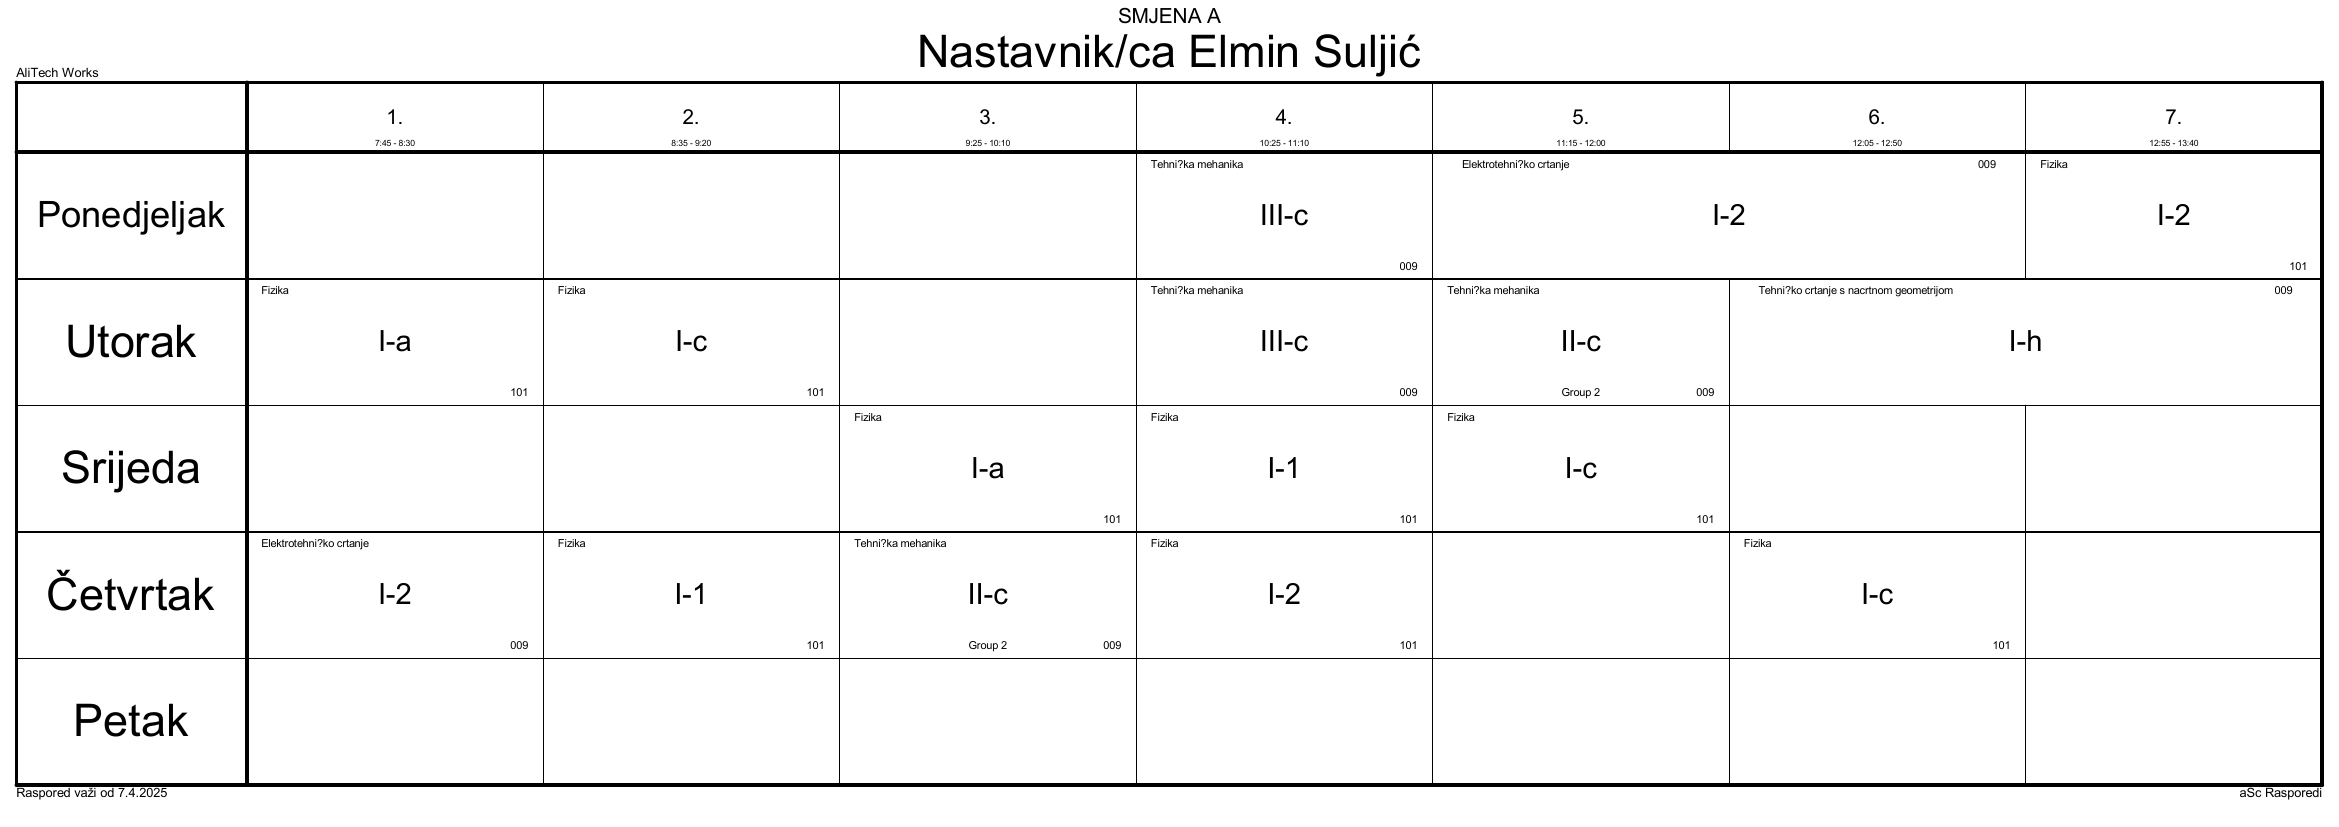 SMJENA A
Nastavnik/ca Elmin Suljić
AliTech Works
1. 2. 3. 4. 5. 6. 7.
7:45 - 8:30 8:35 - 9:20 9:25 - 10:10 10:25 - 11:10 11:15 - 12:00 12:05 - 12:50 12:55 - 13:40
Tehni?ka mehanika Elektrotehni?ko crtanje 009 Fizika
Ponedjeljak III-c I-2 I-2
009 101
Fizika Fizika Tehni?ka mehanika Tehni?ka mehanika Tehni?ko crtanje s nacrtnom geometrijom 009
Utorak I-a I-c III-c II-c I-h
101 101 009 Group 2 009
Fizika Fizika Fizika
Srijeda I-a I-1 I-c
101 101 101
Elektrotehni?ko crtanje Fizika Tehni?ka mehanika Fizika Fizika
Četvrtak I-2 I-1 II-c I-2 I-c
009 101 Group 2 009 101 101
Petak
Raspored važi od 7.4.2025 aSc Rasporedi